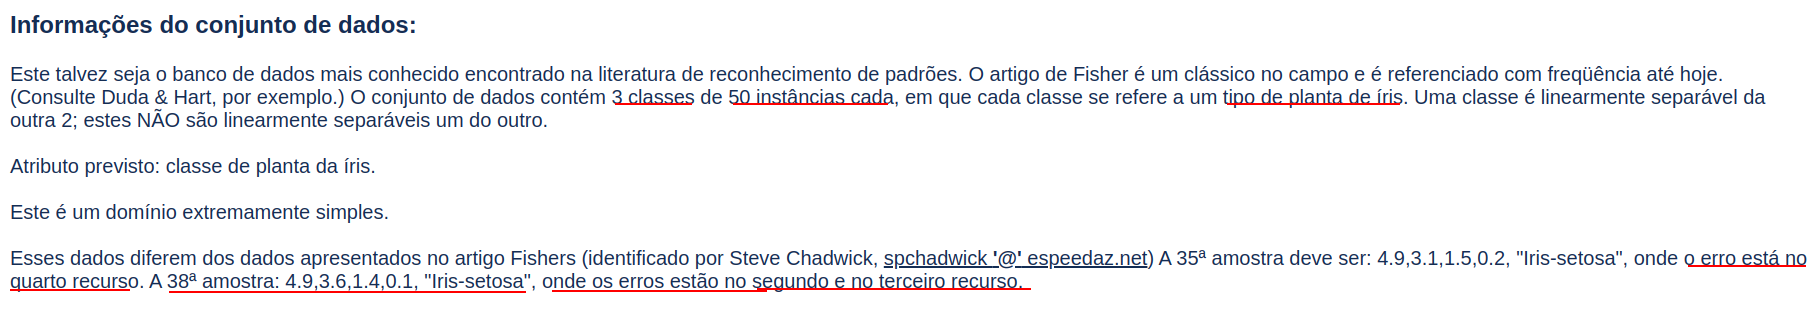 Informações do conjunto de dados:
Este talvez seja o banco de dados mais conhecido encontrado na literatura de reconhecimento de padrões. O artigo de Fisher é um clássico no campo e é referenciado com freqüência até hoje.
(Consulte Duda & Hart, por exemplo.) O conjunto de dados contém 3 classes de 50 instâncias cada, em que cada classe se refere a um tipo de planta de íris. Uma classe é linearmente separável da
outra 2; estes NÃO são linearmente separáveis um do outro.
Atributo previsto: classe de planta da íris.
Este é um domínio extremamente simples.
Esses dados diferem dos dados apresentados no artigo Fishers (identificado por Steve Chadwick, spchadwick '@' espeedaz.net) A 35ª amostra deve ser: 4.9,3.1,1.5,0.2, "Iris-setosa", onde o erro está no
quarto recurso. A 38ª amostra: 4.9,3.6,1.4,0.1, "Iris-setosa", onde os erros estão no segundo e no terceiro recurso.